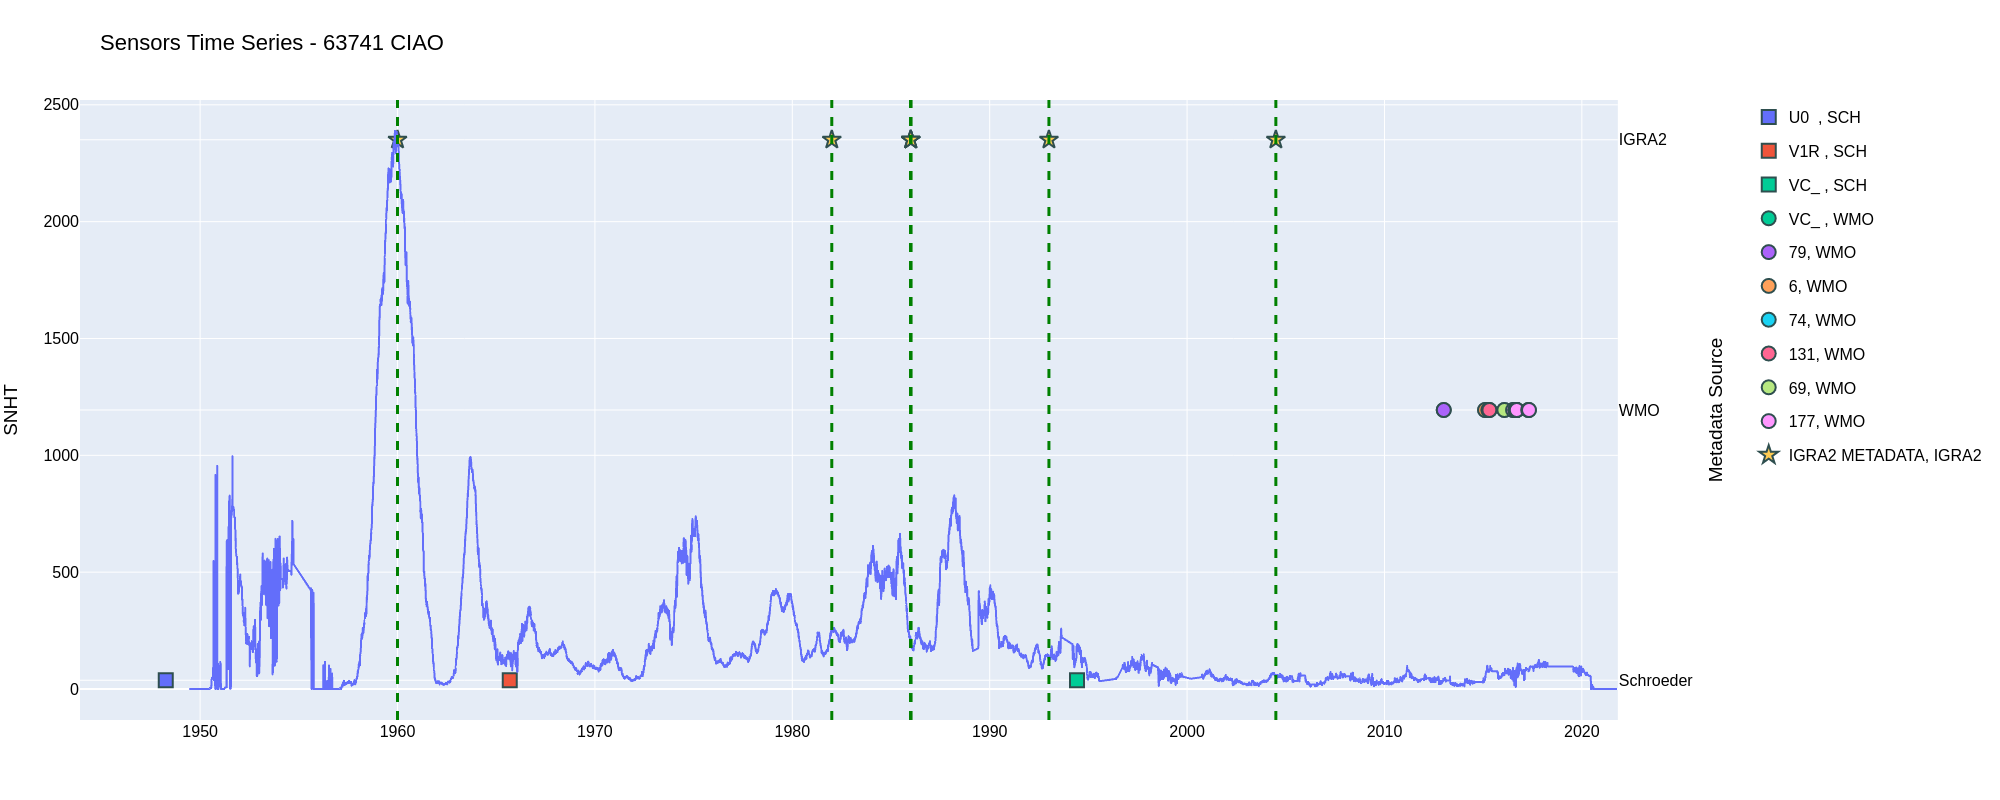 Sensors Time Series - 63741 CIAO
SNHT
2500
2000
1500
1000
500
0
1950
1960
1970
1980
1990
2000
2010
2020
IGRA2
WMO
Schroeder
Metadata Source
U0  , SCH
V1R , SCH
VC_ , SCH
VC_ , WMO
79, WMO
6, WMO
74, WMO
131, WMO
69, WMO
177, WMO
IGRA2 METADATA, IGRA2